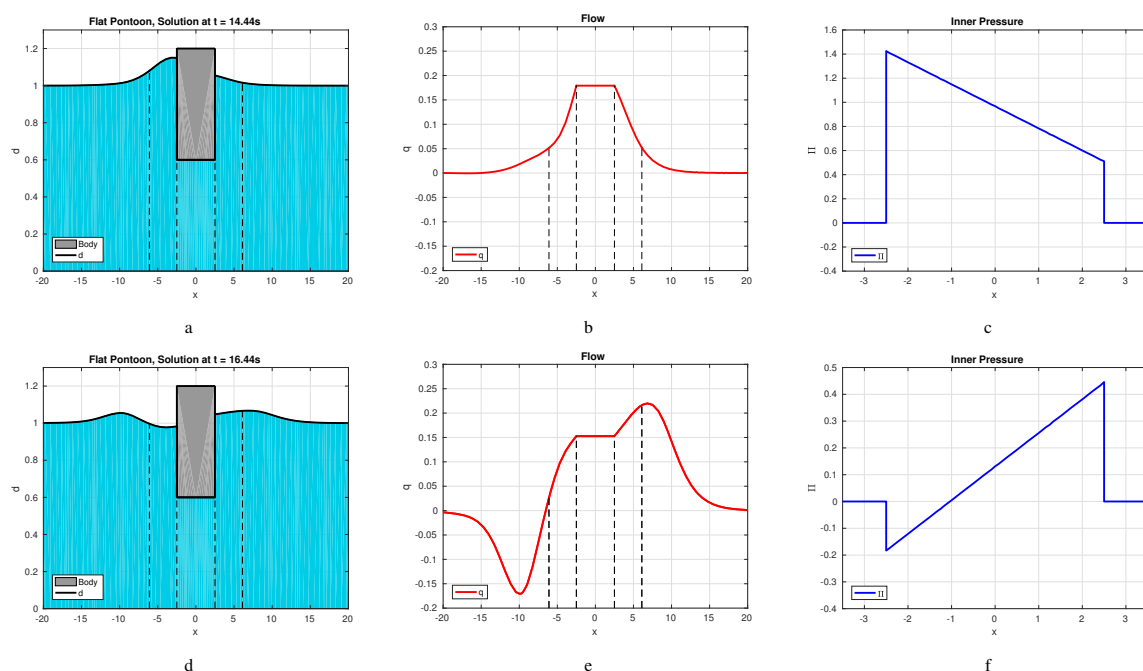 Flat Pontoon, Solution at t = 14.44s
1.2
1
0.8
0.6
0.4
0.2
0
d
-20 -15 -10 -5 0 5 10 15 20
x
Body
d
a
Flow
0.3
0.25
0.2
0.15
0.1
0.05
0
-0.05
-0.1
-0.15
-0.2
q
-20 -15 -10 -5 0 5 10 15 20
x
q
b
Inner Pressure
1.6
1.4
1.2
1
0.8
0.6
0.4
0.2
0
-0.2
-0.4
Π
-3 -2 -1 0 1 2 3
x
Π
c
Flat Pontoon, Solution at t = 16.44s
1.2
1
0.8
0.6
0.4
0.2
0
d
-20 -15 -10 -5 0 5 10 15 20
x
Body
d
d
Flow
0.3
0.25
0.2
0.15
0.1
0.05
0
-0.05
-0.1
-0.15
-0.2
q
-20 -15 -10 -5 0 5 10 15 20
x
q
e
Inner Pressure
0.5
0.4
0.3
0.2
0.1
0
-0.1
-0.2
-0.3
-0.4
Π
-3 -2 -1 0 1 2 3
x
Π
f